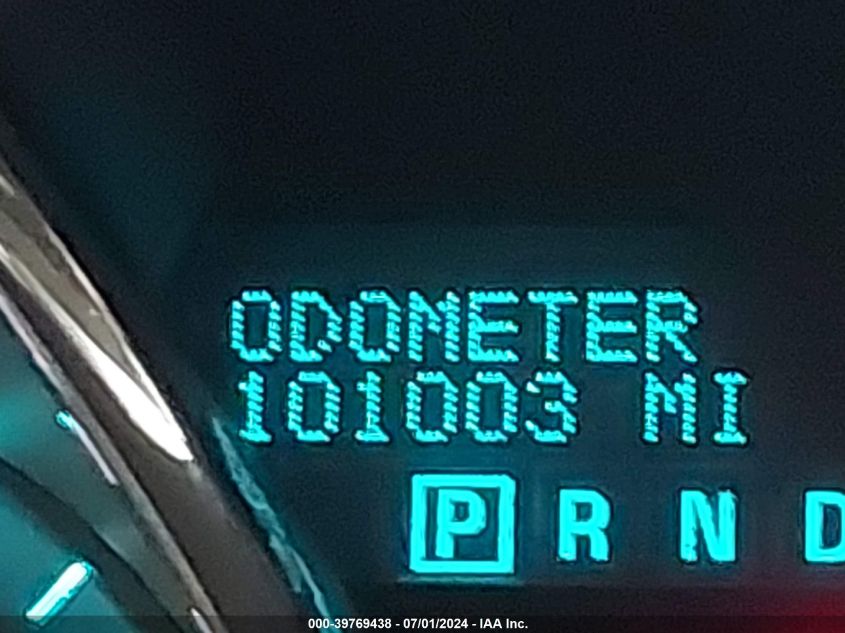 ODOMETER
101003 MI
P R N D
000-39769438 - 07/01/2024 - IAA Inc.